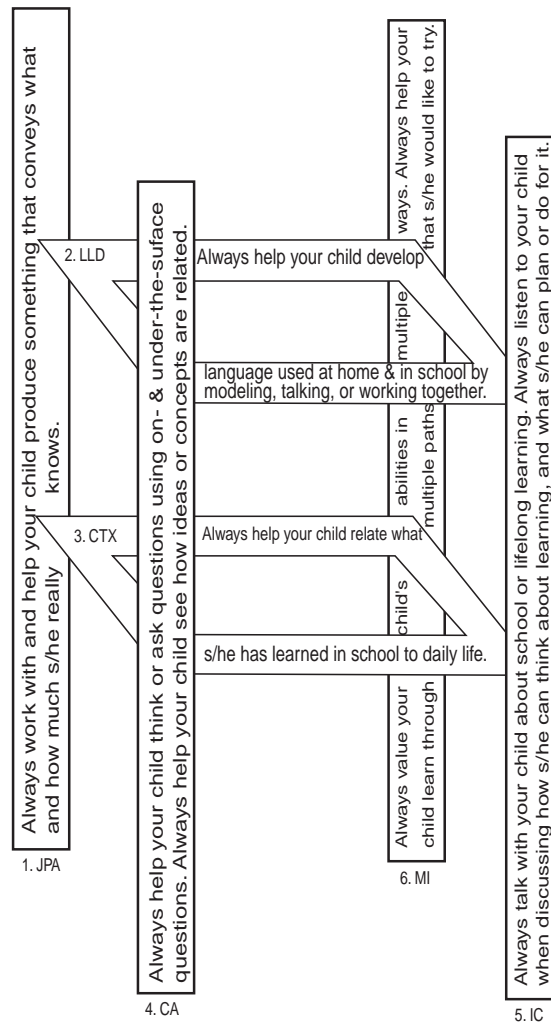 Always work with and help your child produce something that conveys what
and how much s/he really knows.
1. JPA
2. LLD
Always help your child develop
language used at home & in school by
modeling, talking, or working together.
3. CTX
Always help your child relate what
s/he has learned in school to daily life.
Always help your child think or ask questions using on- & under-the-suface
questions. Always help your child see how ideas or concepts are related.
4. CA
Always talk with your child about school or lifelong learning. Always listen to your child
when discussing how s/he can think about learning, and what s/he can plan or do for it.
5. IC
Always value your child's abilities in multiple ways. Always help your
child learn through multiple paths that s/he would like to try.
6. MI